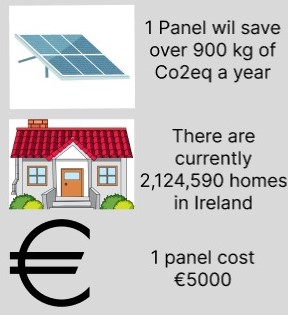 1 Panel wil save
over 900 kg of
Co2eq a year
There are
currently
2,124,590 homes
in Ireland
€
1 panel cost
€5000